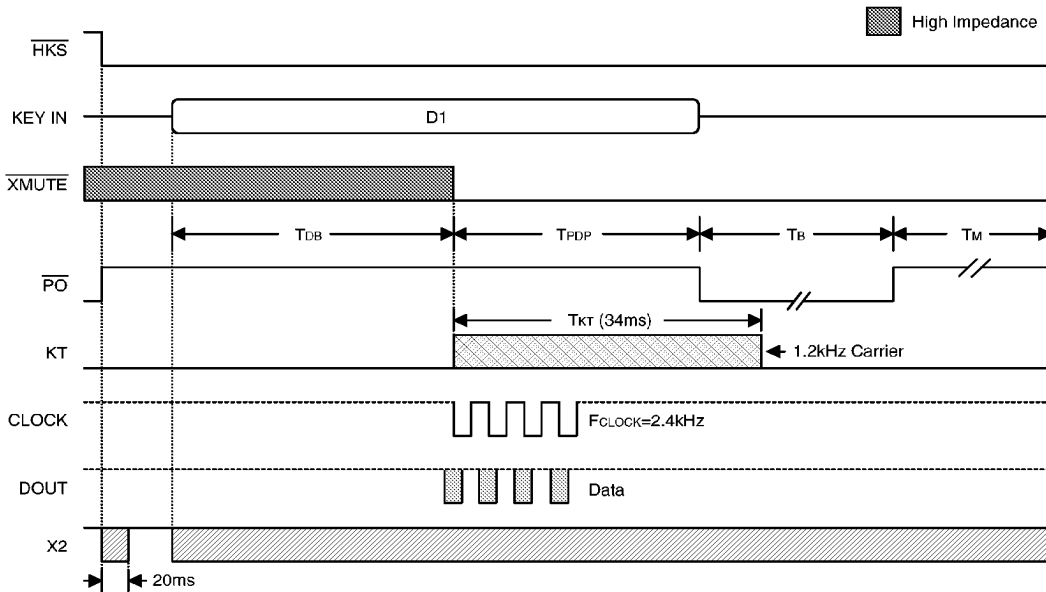 High Impedance
HKS
KEY IN
D1
XMUTE
TDB
TPDP
TB
TM
PO
TKT (34ms)
KT
1.2kHz Carrier
CLOCK
FCLOCK=2.4kHz
DOUT
Data
X2
20ms